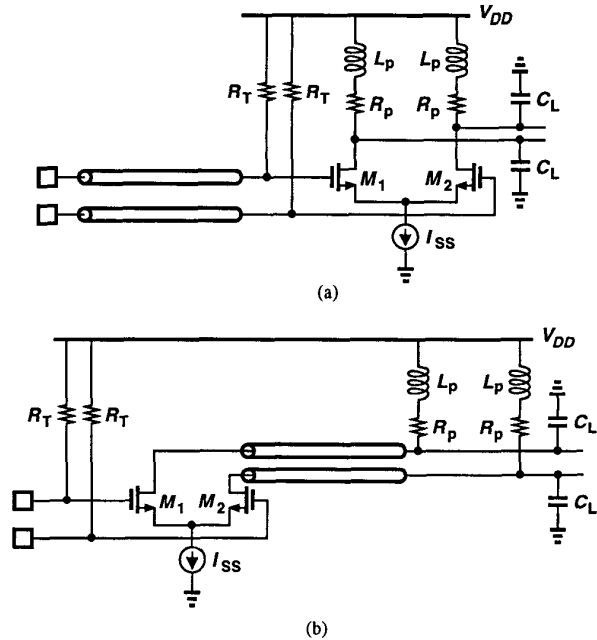 V_DD
L_p L_p
R_T R_T R_p R_p C_L
M_1 M_2 C_L
I_SS
(a)
V_DD
L_p L_p
R_T R_T R_p R_p C_L
M_1 M_2 C_L
I_SS
(b)